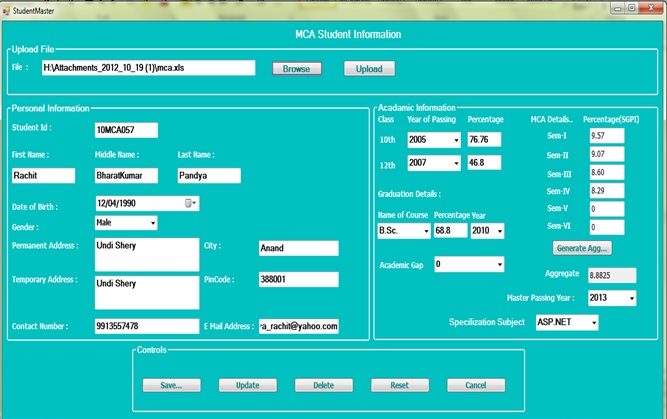 StudentMaster
MCA Student Information
Upload File
File : H:\Attachments_2012_10_19 (1)\mca.xls Browse Upload
Personal Information
Student Id : 10MCA057
First Name : Middle Name : Last Name :
Rachit BharatKumar Pandya
Date of Birth : 12/04/1990
Gender : Male
Permanent Address : Undi Shery City : Anand
Temporary Address : Undi Shery PinCode : 388001
Contact Number : 9913557478 E Mail Address : ra_rachit@yahoo.com
Acadamic Information
Class Year of Passing Percentage
10th 2005 76.76
12th 2007 46.8
Graduation Details :
Name of Course Percentage Year
B.Sc. 68.8 2010
Academic Gap 0
MCA Details.. Percentage(SGPI)
Sem-I 9.57
Sem-II 9.07
Sem-III 8.60
Sem-IV 8.29
Sem-V 0
Sem-VI 0
Generate Agg...
Aggregate 8.8825
Master Passing Year : 2013
Specilization Subject ASP.NET
Controls
Save... Update Delete Reset Cancel